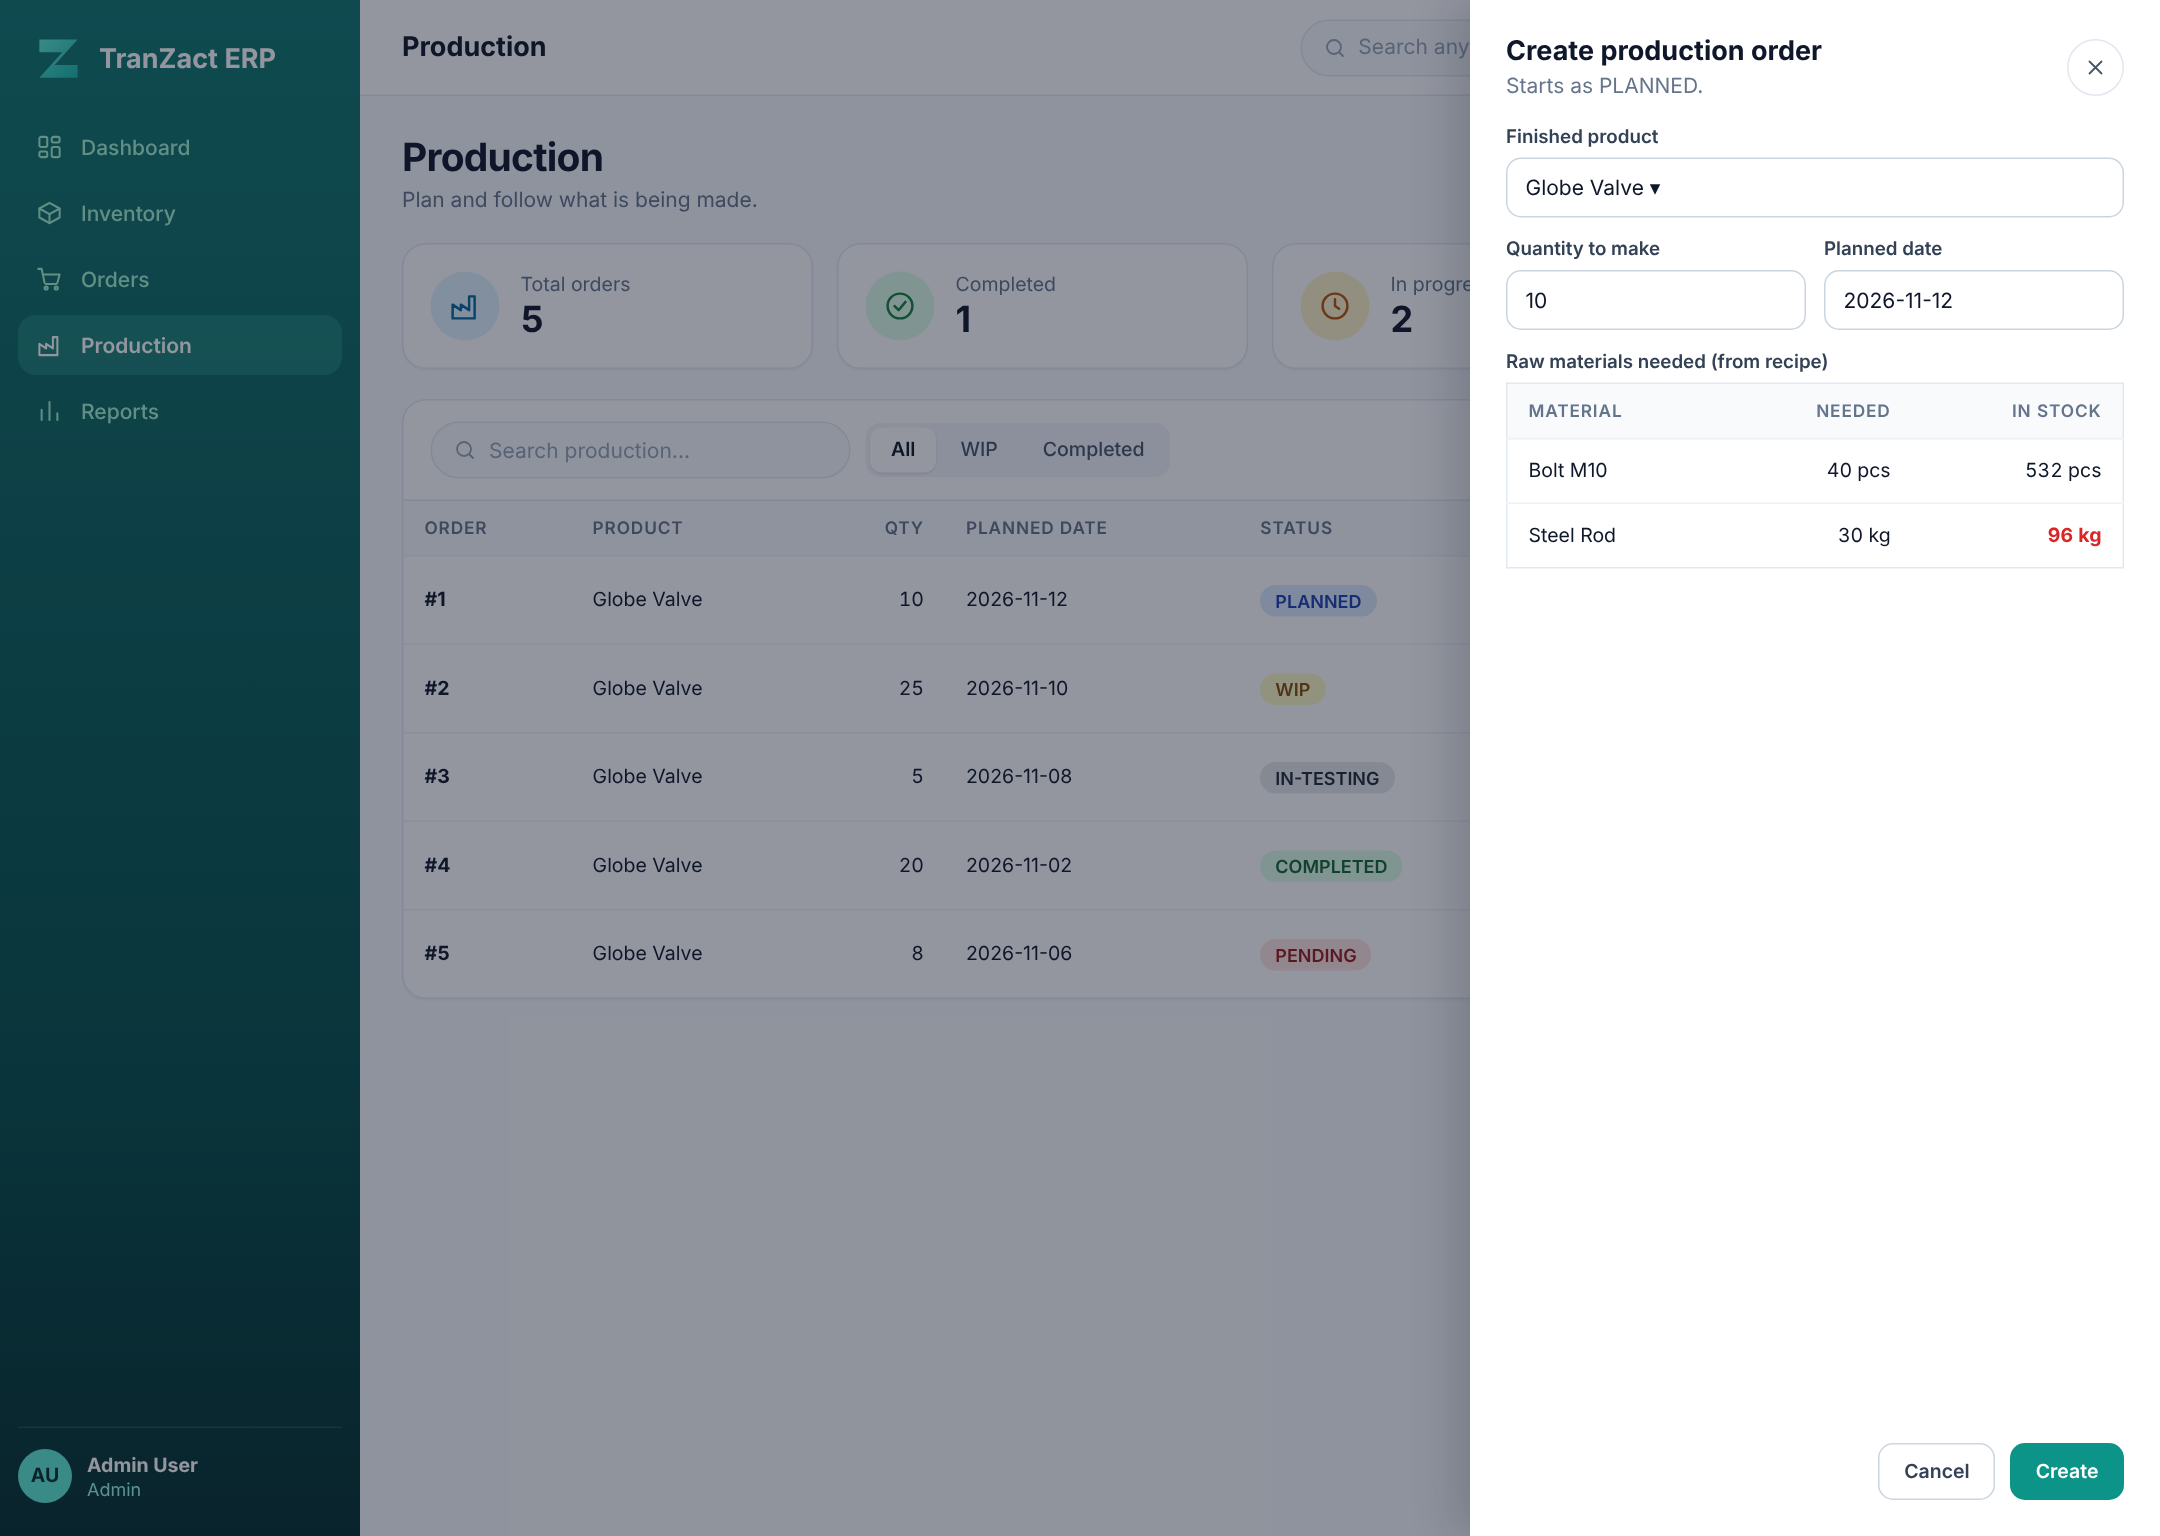 TranZact ERP
Dashboard
Inventory
Orders
Production
Reports
AU
Admin User
Admin
Production
Search any
Production
Plan and follow what is being made.
Total orders
5
Completed
1
In progre
2
Search production...
All WIP Completed
ORDER PRODUCT QTY PLANNED DATE STATUS
#1 Globe Valve 10 2026-11-12 PLANNED
#2 Globe Valve 25 2026-11-10 WIP
#3 Globe Valve 5 2026-11-08 IN-TESTING
#4 Globe Valve 20 2026-11-02 COMPLETED
#5 Globe Valve 8 2026-11-06 PENDING
Create production order
Starts as PLANNED.
Finished product
Globe Valve ▾
Quantity to make Planned date
10 2026-11-12
Raw materials needed (from recipe)
MATERIAL NEEDED IN STOCK
Bolt M10 40 pcs 532 pcs
Steel Rod 30 kg 96 kg
Cancel Create